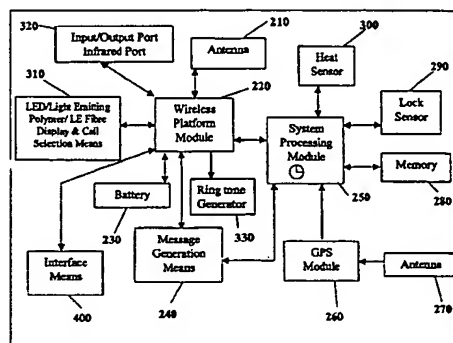 320
Input/Output Port
Infrared Port
Antenna
210
300
Heat
Sensor
290
Lock
Sensor
310
LED/Light Emitting
Polymer/ LE Fibre
Display & Call
Selection Means
220
Wireless
Platform
Module
System
Processing
Module
250
Memory
280
Battery
230
Ring tone
Generator
330
Interface
Means
400
Message
Generation
Means
240
GPS
Module
260
Antenna
270